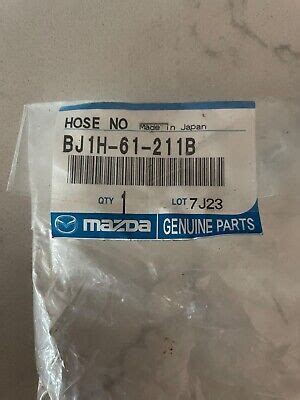 HOSE NO Made in Japan
BJ1H-61-211B
QTY 1 LOT 7J23
mazda GENUINE PARTS